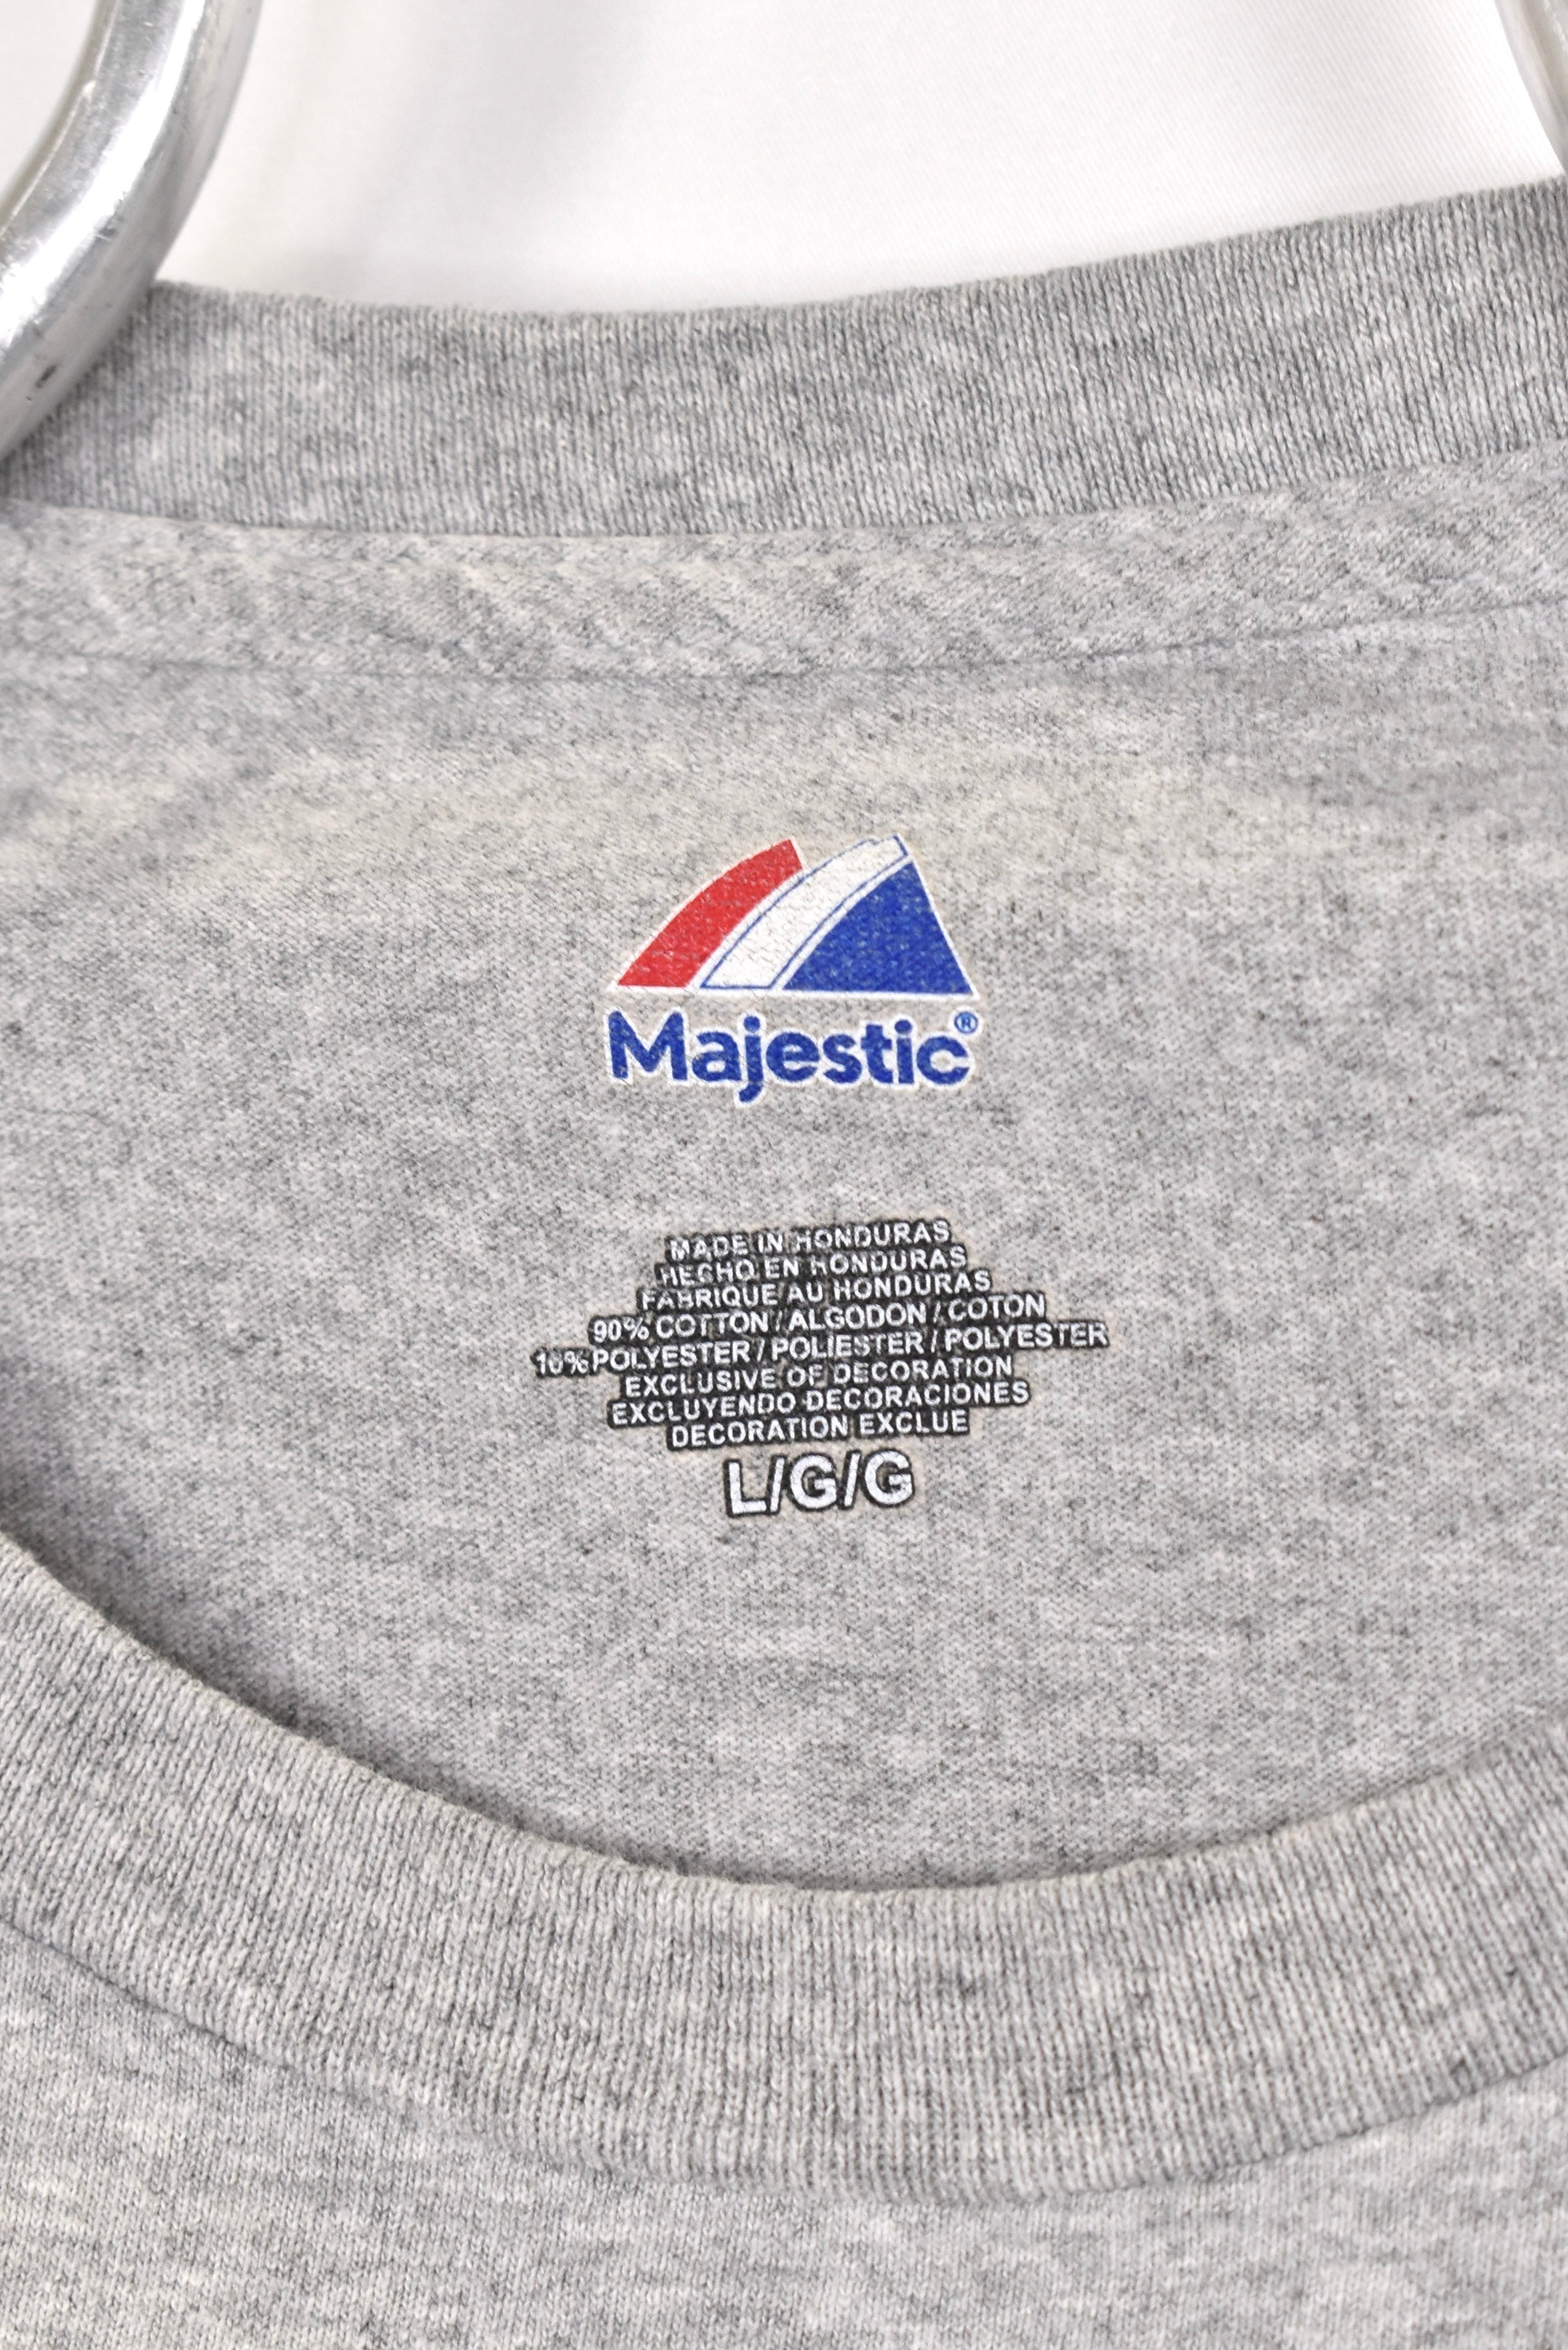 Majestic®
MADE IN HONDURAS
HECHO EN HONDURAS
FABRIQUE AU HONDURAS
90% COTTON / ALGODON / COTON
10% POLYESTER / POLIESTER / POLYESTER
EXCLUSIVE OF DECORATION
EXCLUYENDO DECORACIONES
DECORATION EXCLUE
L/G/G